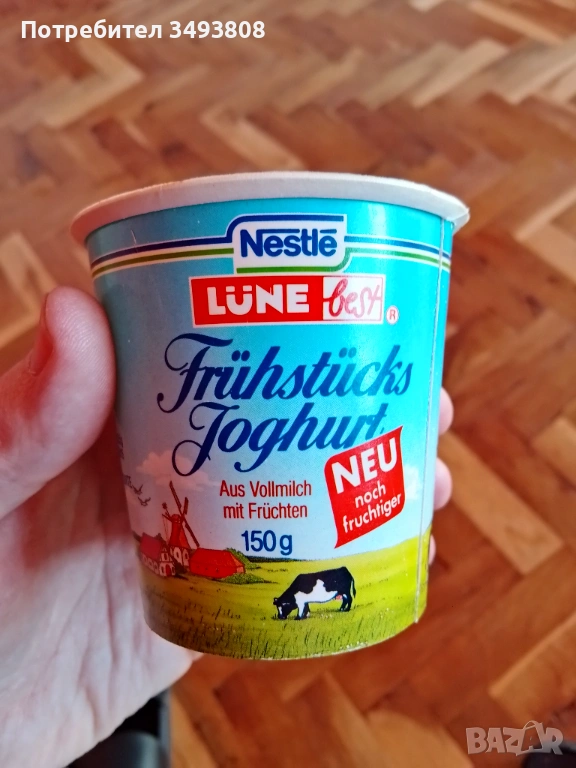 Потребител 3493808
Nestlé
LÜNE best ®
Frühstücks
Joghurt
Aus Vollmilch
mit Früchten
150g
NEU
noch
fruchtiger
BAZAR